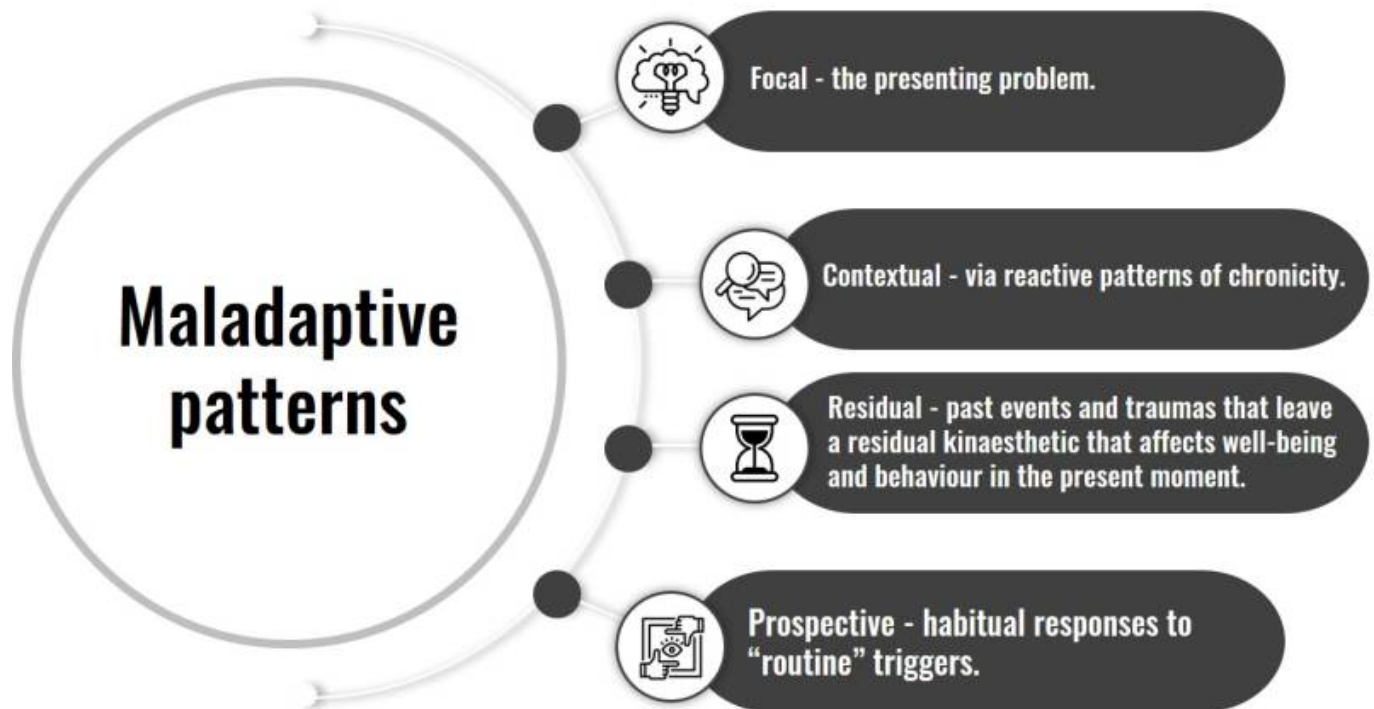 Maladaptive
patterns
Focal - the presenting problem.
Contextual - via reactive patterns of chronicity.
Residual - past events and traumas that leave
a residual kinaesthetic that affects well-being
and behaviour in the present moment.
Prospective - habitual responses to
“routine” triggers.